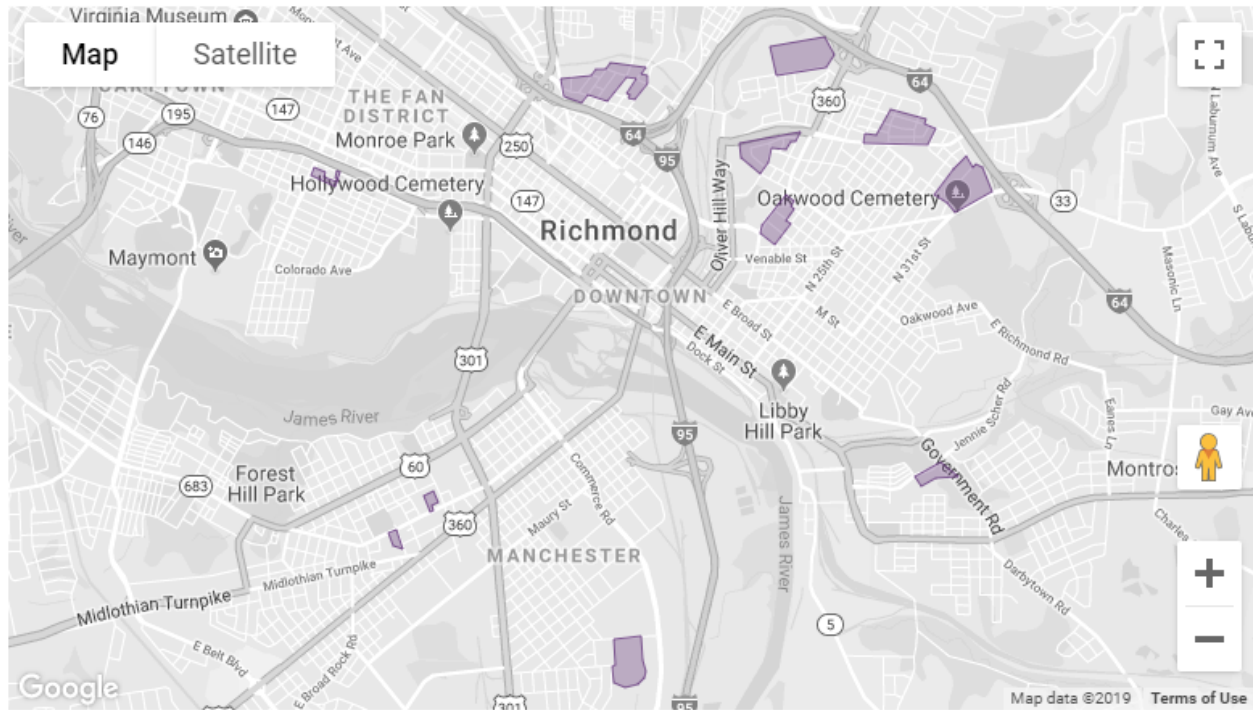 Virginia Museum
Map
Satellite
THE FAN
DISTRICT
Monroe Park
147
195
76
146
250
64
95
360
64
Hollywood Cemetery
147
Richmond
Oliver Hill Way
Oakwood Cemetery
33
N Laburnum Ave
Maymont
Colorado Ave
Venable St
N 25th St
N 31st St
DOWNTOWN
E Broad St
M St
Oakwood Ave
Masonic Ln
64
River
301
E Main St
Dock St
E Richmond Rd
James River
Libby
Hill Park
Jennie Scher Rd
Eanes Ln
Gay Ave
95
60
Forest
Hill Park
683
Commerce Rd
Government Rd
360
Maury St
MANCHESTER
James River
Charles
Midlothian Turnpike
Midlothian Turnpike
Darbytown Rd
5
E Belt Blvd
E Broad Rock Rd
301
95
Google
Map data ©2019
Terms of Use